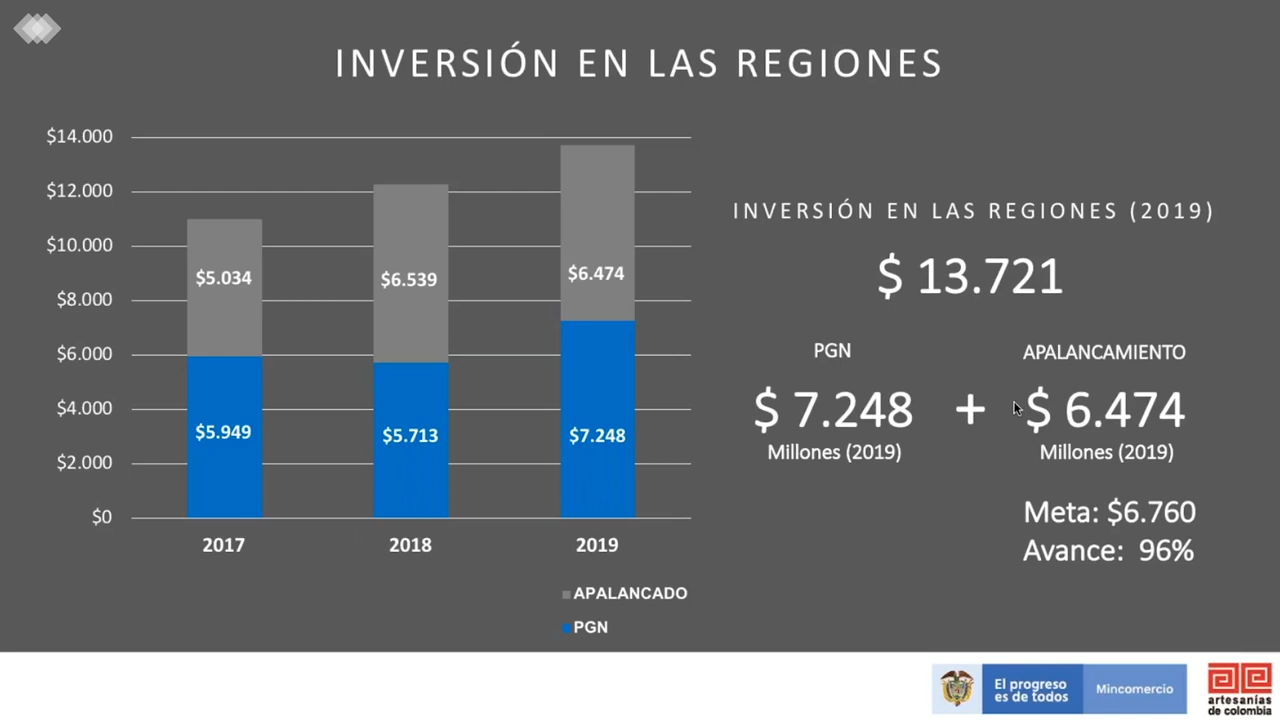 INVERSIÓN EN LAS REGIONES
$14.000
$12.000
$10.000
$8.000
$6.000
$4.000
$2.000
$0
$5.034
$6.539
$6.474
$5.949
$5.713
$7.248
2017
2018
2019
APALANCADO
PGN
INVERSIÓN EN LAS REGIONES (2019)
$ 13.721
PGN
APALANCAMIENTO
$ 7.248 + $ 6.474
Millones (2019)
Millones (2019)
Meta: $6.760
Avance: 96%
El progreso
es de todos
Mincomercio
artesanías
de colombia